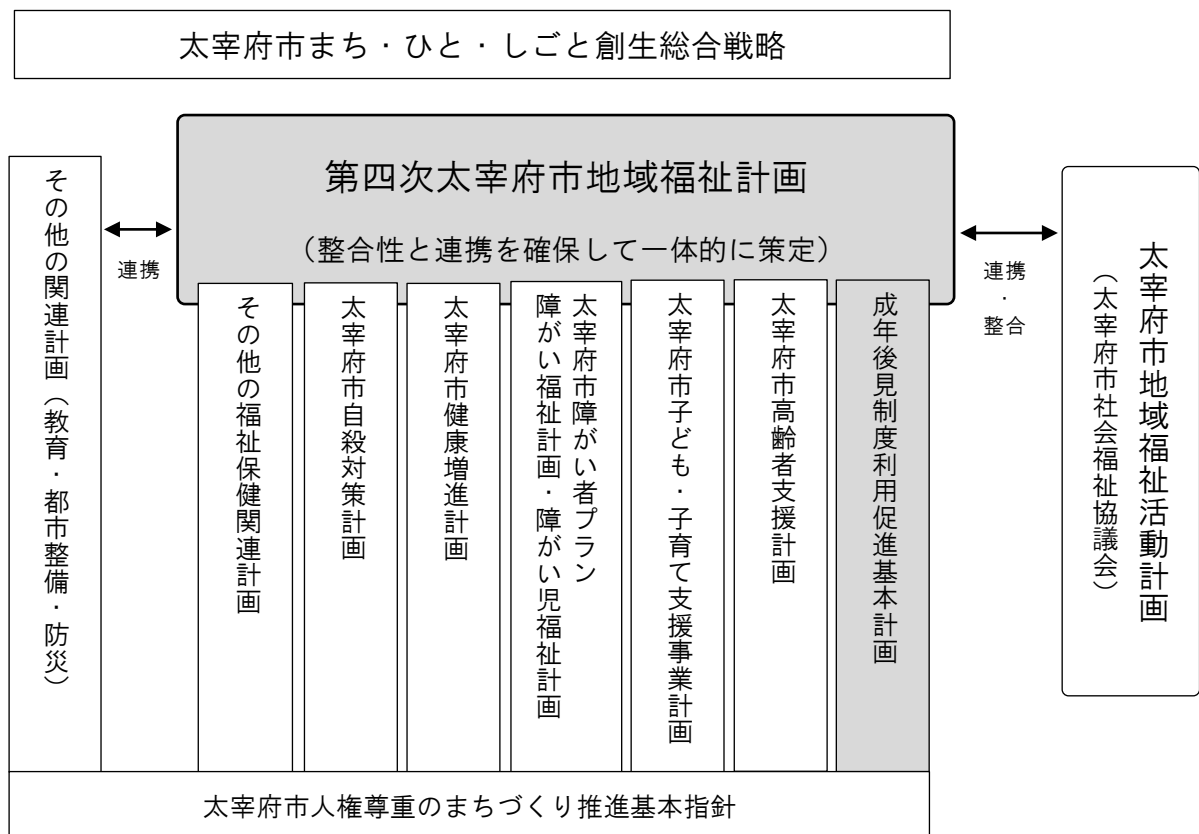 太宰府市まち・ひと・しごと創生総合戦略
第四次太宰府市地域福祉計画
(整合性と連携を確保して一体的に策定)
その他の関連計画(教育・都市整備・防災)
連携
連携
・
整合
太宰府市地域福祉活動計画
(太宰府市社会福祉協議会)
成年後見制度利用促進基本計画
太宰府市高齢者支援計画
太宰府市子ども・子育て支援事業計画
太宰府市障がい者プラン
障がい福祉計画・障がい児福祉計画
太宰府市健康増進計画
太宰府市自殺対策計画
その他の福祉保健関連計画
太宰府市人権尊重のまちづくり推進基本指針